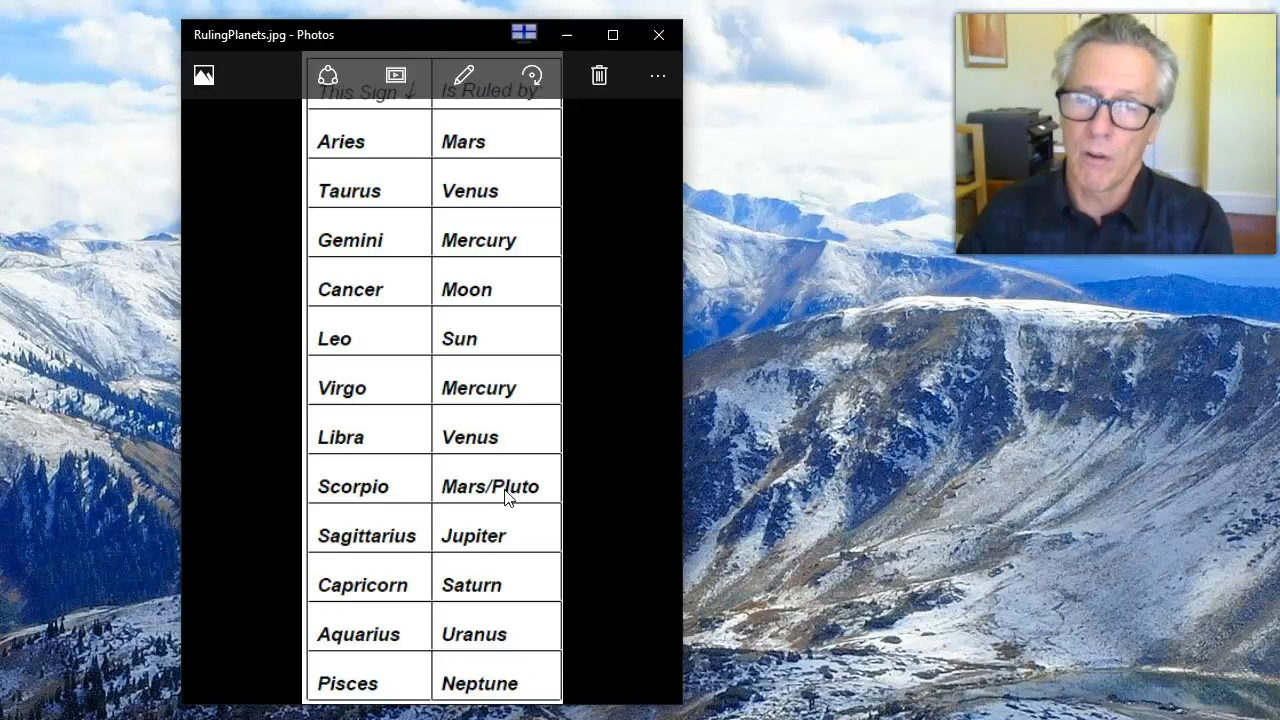 RulingPlanets.jpg - Photos
This Sign ↓ Is Ruled by:
Aries Mars
Taurus Venus
Gemini Mercury
Cancer Moon
Leo Sun
Virgo Mercury
Libra Venus
Scorpio Mars/Pluto
Sagittarius Jupiter
Capricorn Saturn
Aquarius Uranus
Pisces Neptune